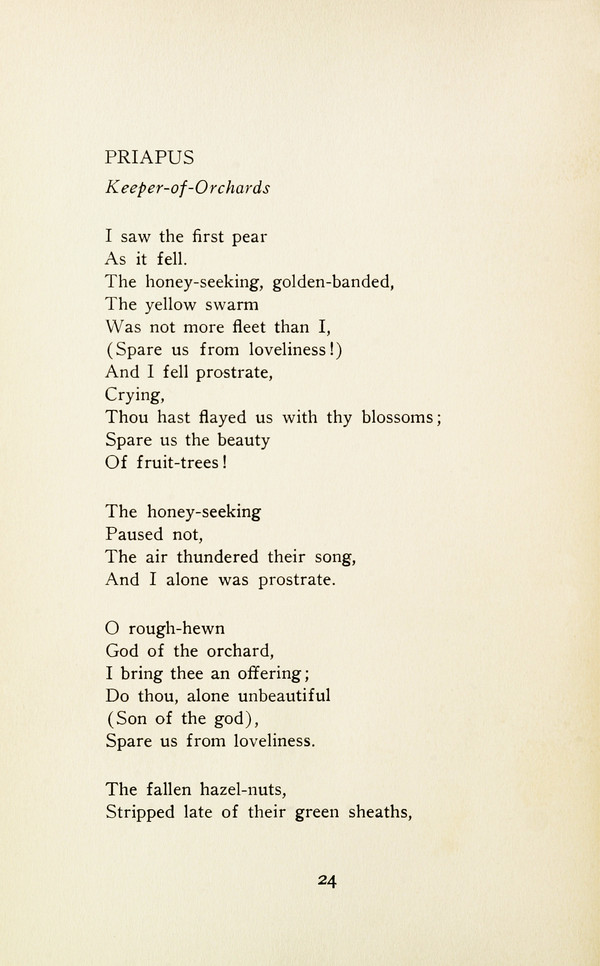 PRIAPUS
Keeper-of-Orchards
I saw the first pear
As it fell.
The honey-seeking, golden-banded,
The yellow swarm
Was not more fleet than I,
(Spare us from loveliness!)
And I fell prostrate,
Crying,
Thou hast flayed us with thy blossoms;
Spare us the beauty
Of fruit-trees!
The honey-seeking
Paused not,
The air thundered their song,
And I alone was prostrate.
O rough-hewn
God of the orchard,
I bring thee an offering;
Do thou, alone unbeautiful
(Son of the god),
Spare us from loveliness.
The fallen hazel-nuts,
Stripped late of their green sheaths,
24